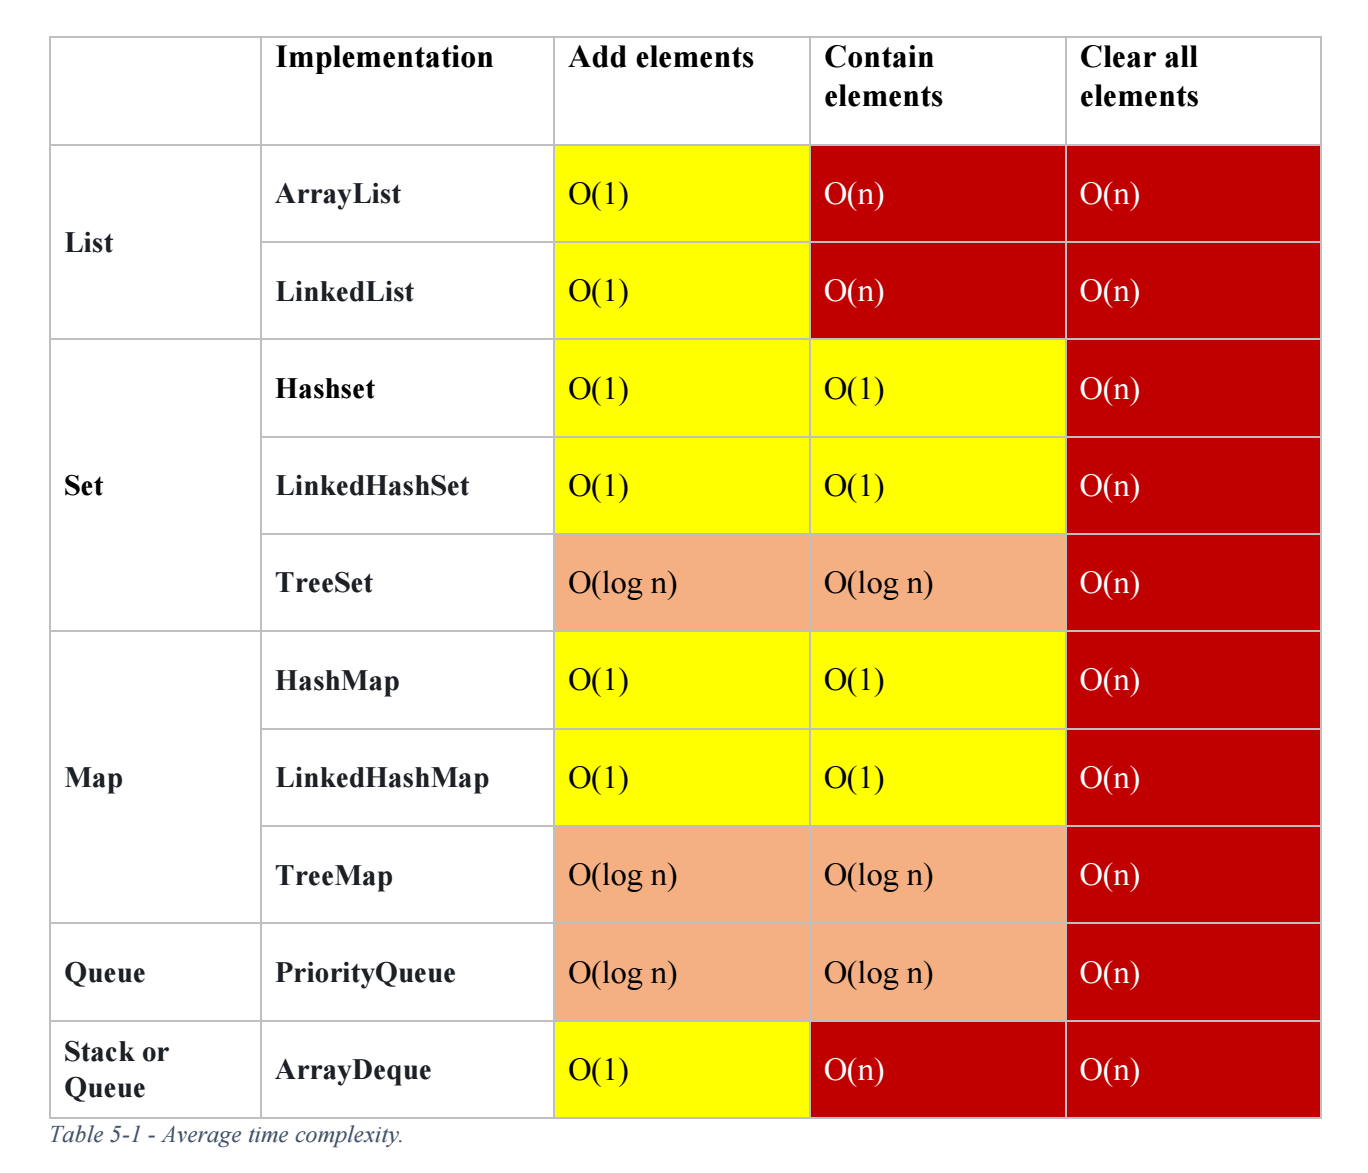 Implementation Add elements Contain elements Clear all elements
List
ArrayList O(1) O(n) O(n)
LinkedList O(1) O(n) O(n)
Set
Hashset O(1) O(1) O(n)
LinkedHashSet O(1) O(1) O(n)
TreeSet O(log n) O(log n) O(n)
Map
HashMap O(1) O(1) O(n)
LinkedHashMap O(1) O(1) O(n)
TreeMap O(log n) O(log n) O(n)
Queue PriorityQueue O(log n) O(log n) O(n)
Stack or Queue ArrayDeque O(1) O(n) O(n)
Table 5-1 - Average time complexity.